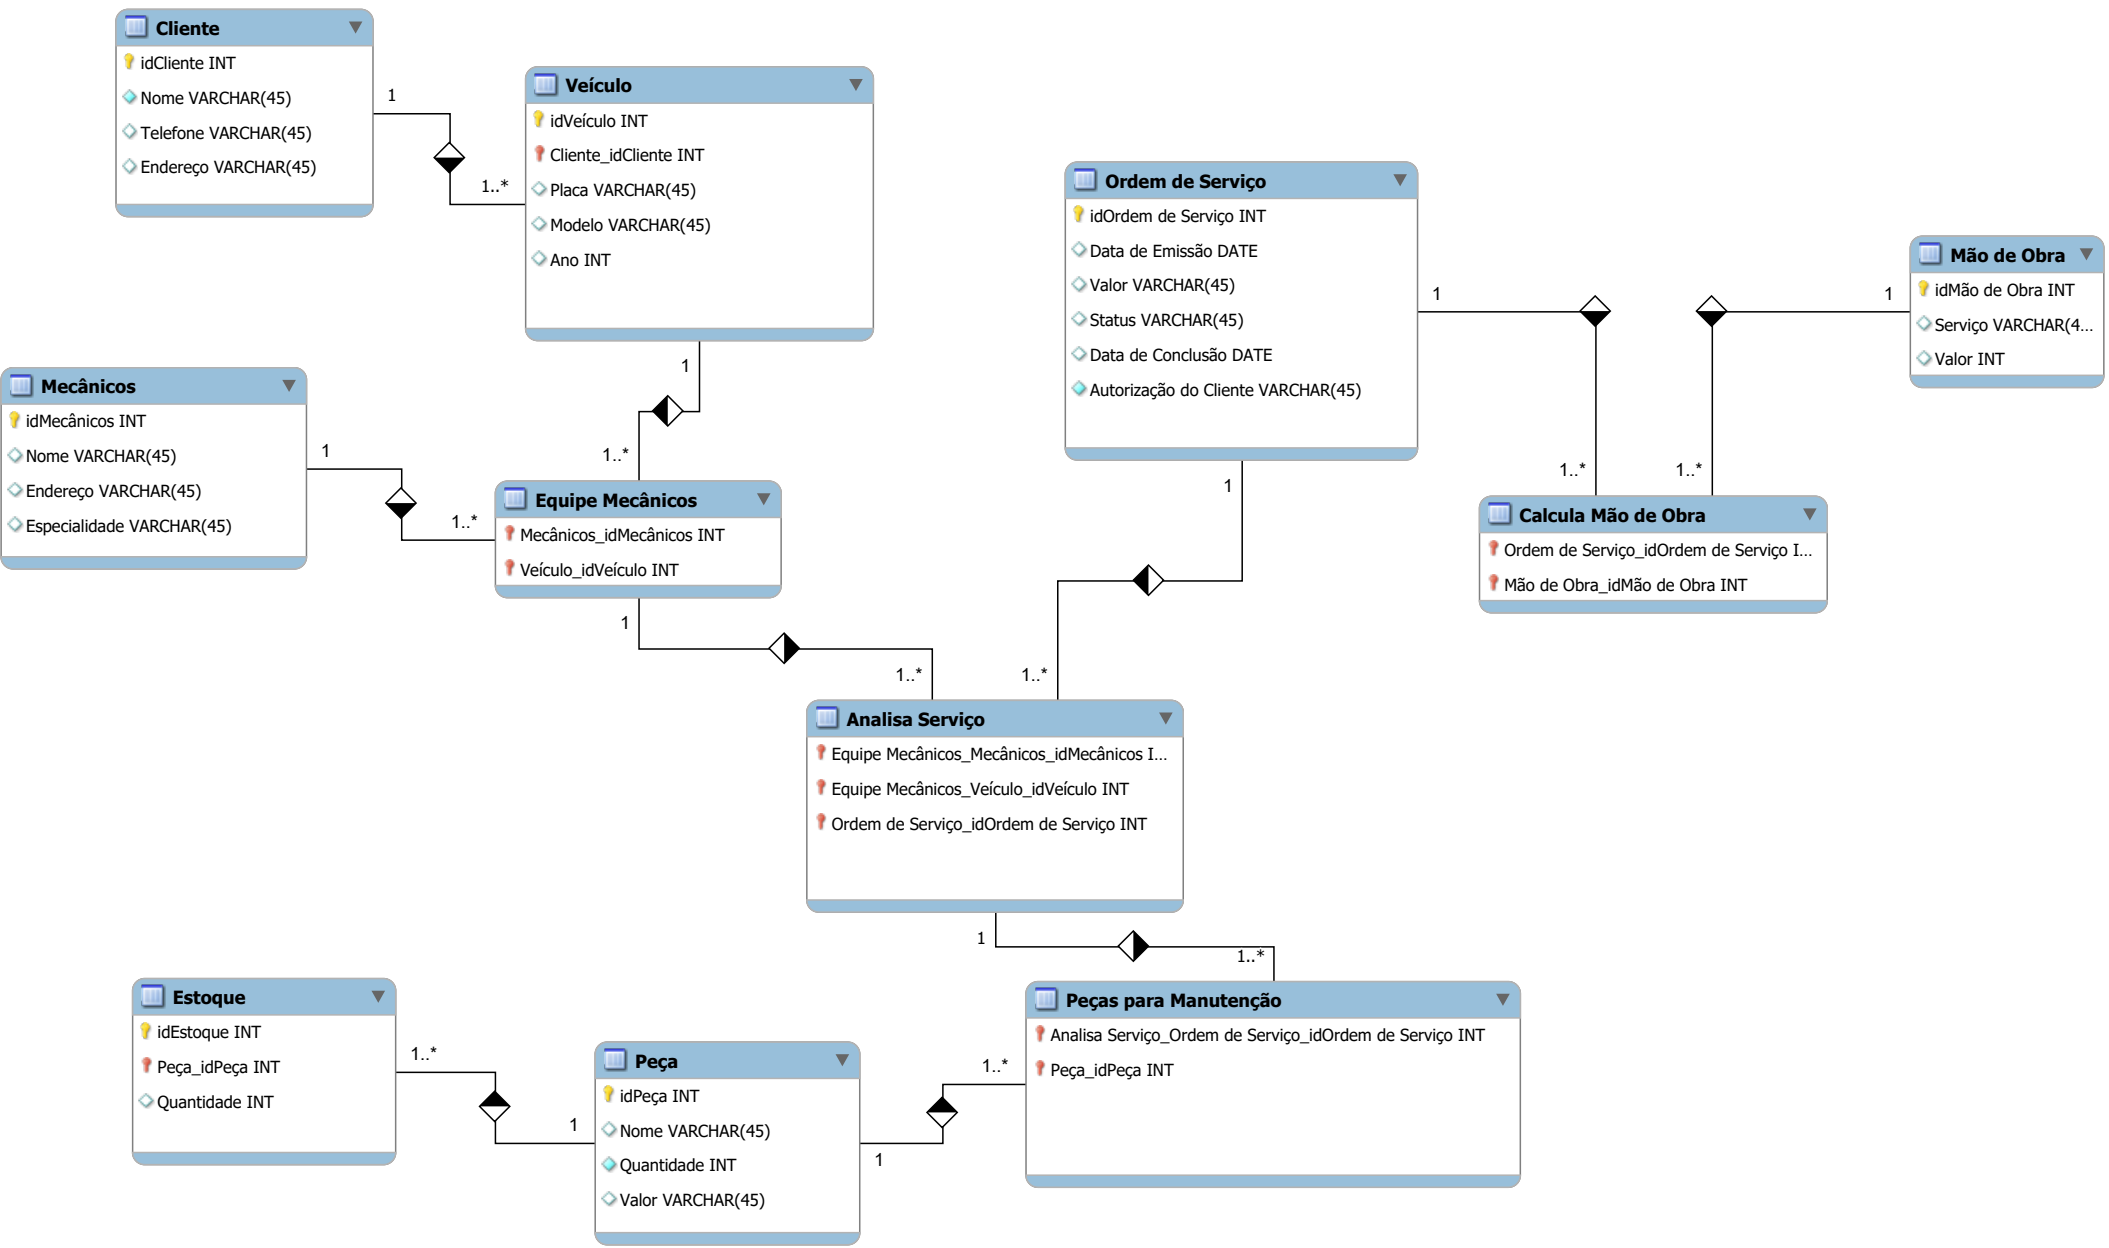 Cliente
idCliente INT
Nome VARCHAR(45)
Telefone VARCHAR(45)
Endereço VARCHAR(45)
1
1..*
Veículo
idVeículo INT
Cliente_idCliente INT
Placa VARCHAR(45)
Modelo VARCHAR(45)
Ano INT
1
1..*
Mecânicos
idMecânicos INT
Nome VARCHAR(45)
Endereço VARCHAR(45)
Especialidade VARCHAR(45)
1
1..*
Equipe Mecânicos
Mecânicos_idMecânicos INT
Veículo_idVeículo INT
1
1..*
Ordem de Serviço
idOrdem de Serviço INT
Data de Emissão DATE
Valor VARCHAR(45)
Status VARCHAR(45)
Data de Conclusão DATE
Autorização do Cliente VARCHAR(45)
1
1..*
1
1..*
Mão de Obra
idMão de Obra INT
Serviço VARCHAR(4...
Valor INT
1
1..*
Calcula Mão de Obra
Ordem de Serviço_idOrdem de Serviço I...
Mão de Obra_idMão de Obra INT
Analisa Serviço
Equipe Mecânicos_Mecânicos_idMecânicos I...
Equipe Mecânicos_Veículo_idVeículo INT
Ordem de Serviço_idOrdem de Serviço INT
1
1..*
Estoque
idEstoque INT
Peça_idPeça INT
Quantidade INT
1..*
1
Peça
idPeça INT
Nome VARCHAR(45)
Quantidade INT
Valor VARCHAR(45)
1
1..*
Peças para Manutenção
Analisa Serviço_Ordem de Serviço_idOrdem de Serviço INT
Peça_idPeça INT